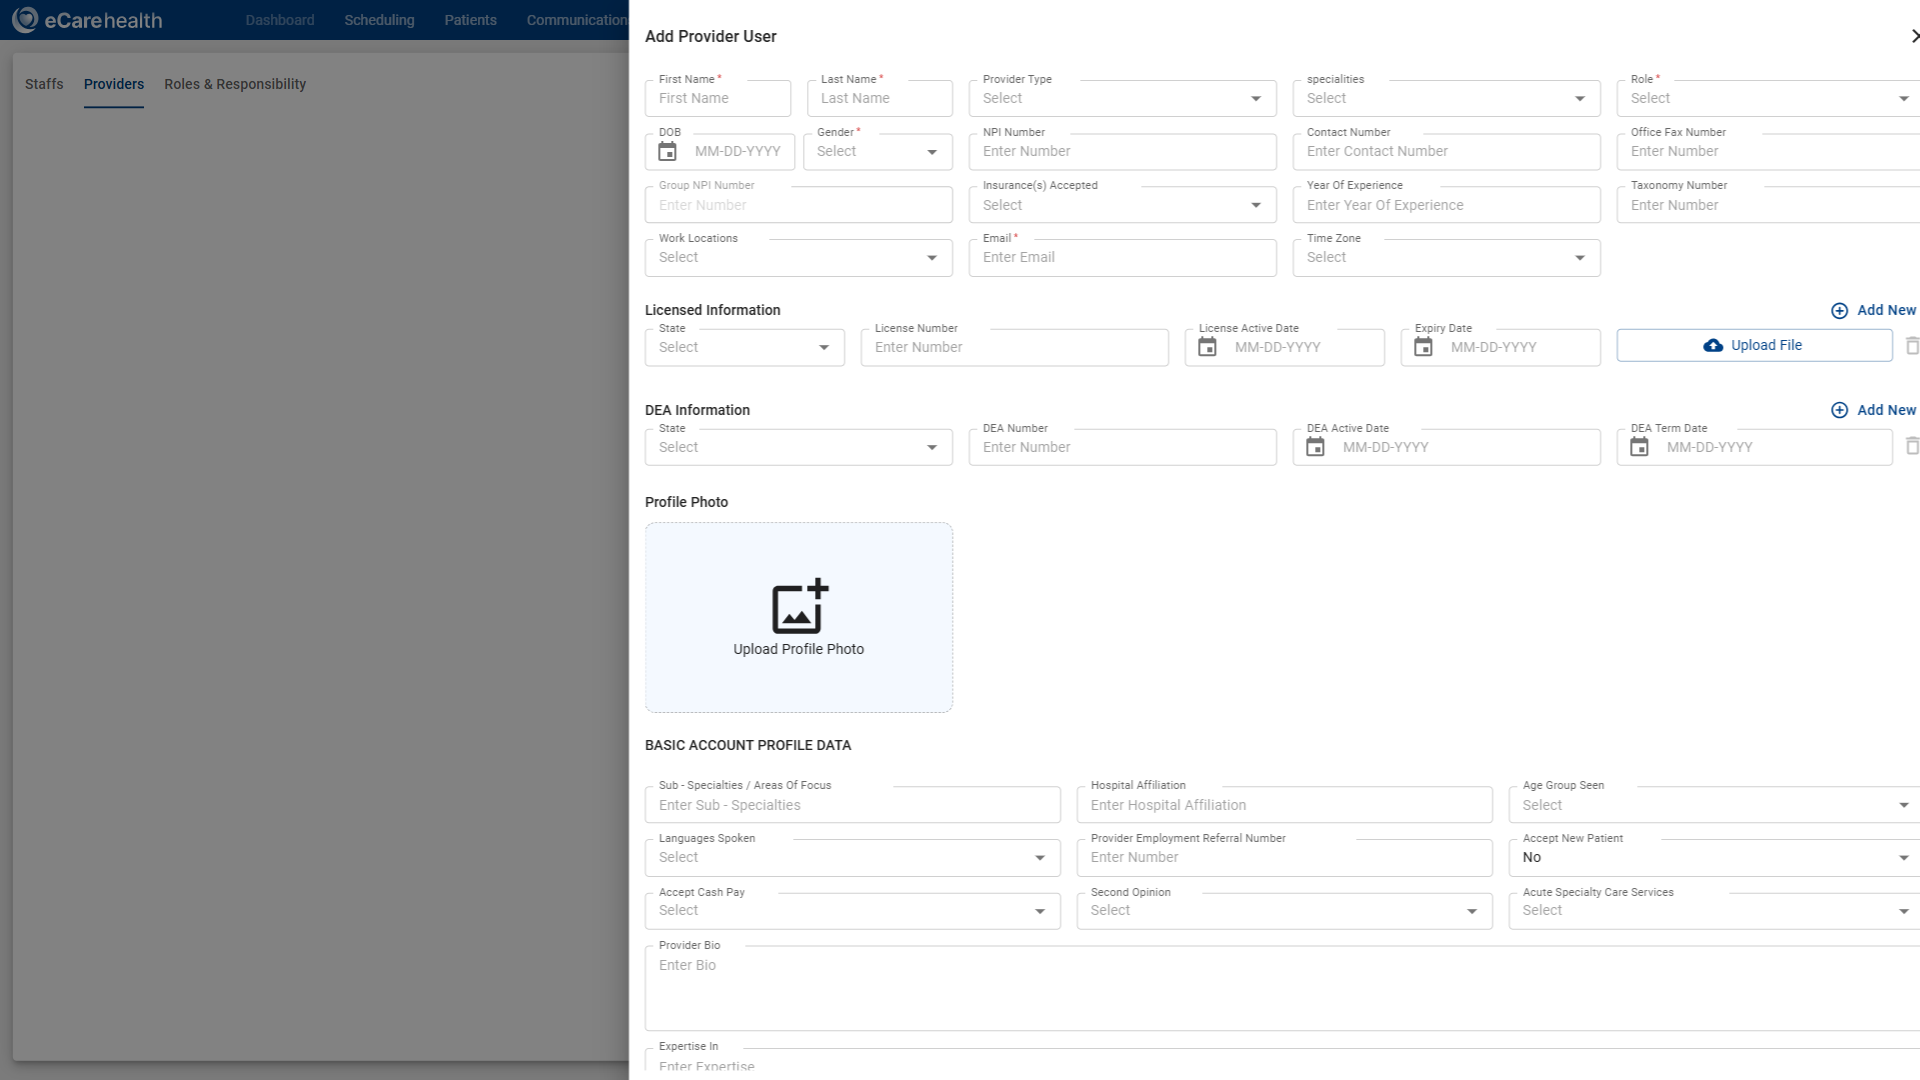 eCarehealth Dashboard Scheduling Patients Communication
Staffs Providers Roles & Responsibility
Add Provider User
First Name * Last Name * Provider Type specialities Role *
First Name Last Name Select Select Select
DOB Gender * NPI Number Contact Number Office Fax Number
MM-DD-YYYY Select Enter Number Enter Contact Number Enter Number
Group NPI Number Insurance(s) Accepted Year Of Experience Taxonomy Number
Enter Number Select Enter Year Of Experience Enter Number
Work Locations Email * Time Zone
Select Enter Email Select
Licensed Information Add New
State License Number License Active Date Expiry Date
Select Enter Number MM-DD-YYYY MM-DD-YYYY Upload File
DEA Information Add New
State DEA Number DEA Active Date DEA Term Date
Select Enter Number MM-DD-YYYY MM-DD-YYYY
Profile Photo
Upload Profile Photo
BASIC ACCOUNT PROFILE DATA
Sub - Specialties / Areas Of Focus Hospital Affiliation Age Group Seen
Enter Sub - Specialties Enter Hospital Affiliation Select
Languages Spoken Provider Employment Referral Number Accept New Patient
Select Enter Number No
Accept Cash Pay Second Opinion Acute Specialty Care Services
Select Select Select
Provider Bio
Enter Bio
Expertise In
Enter Expertise